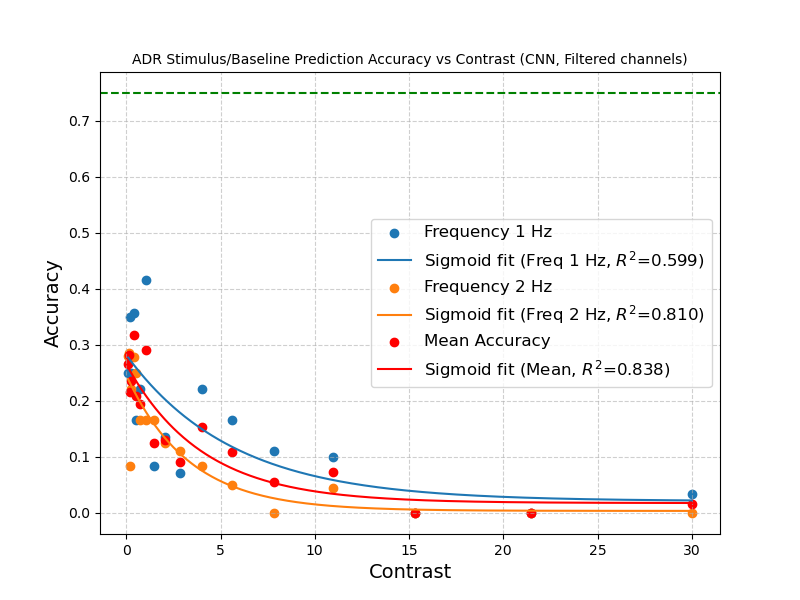 ADR Stimulus/Baseline Prediction Accuracy vs Contrast (CNN, Filtered channels)
0.7
0.6
0.5
0.4
0.3
0.2
0.1
0.0
Accuracy
Frequency 1 Hz
Sigmoid fit (Freq 1 Hz, R²=0.599)
Frequency 2 Hz
Sigmoid fit (Freq 2 Hz, R²=0.810)
Mean Accuracy
Sigmoid fit (Mean, R²=0.838)
0 5 10 15 20 25 30
Contrast